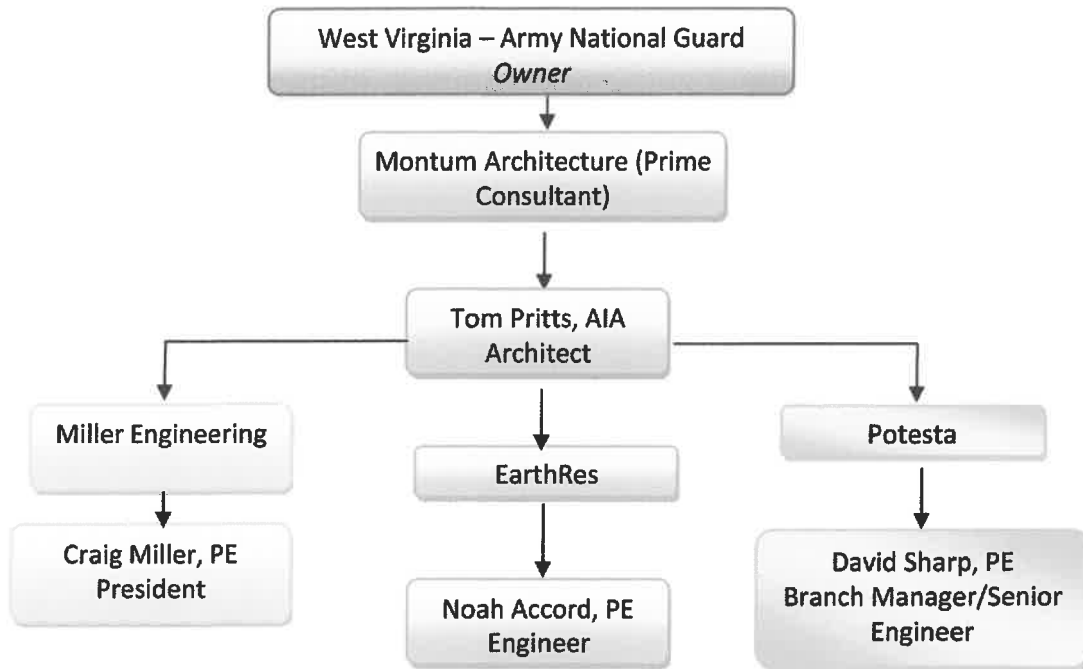 West Virginia – Army National Guard
Owner
Montum Architecture (Prime
Consultant)
Tom Pritts, AIA
Architect
Miller Engineering
EarthRes
Potesta
Craig Miller, PE
President
Noah Accord, PE
Engineer
David Sharp, PE
Branch Manager/Senior
Engineer